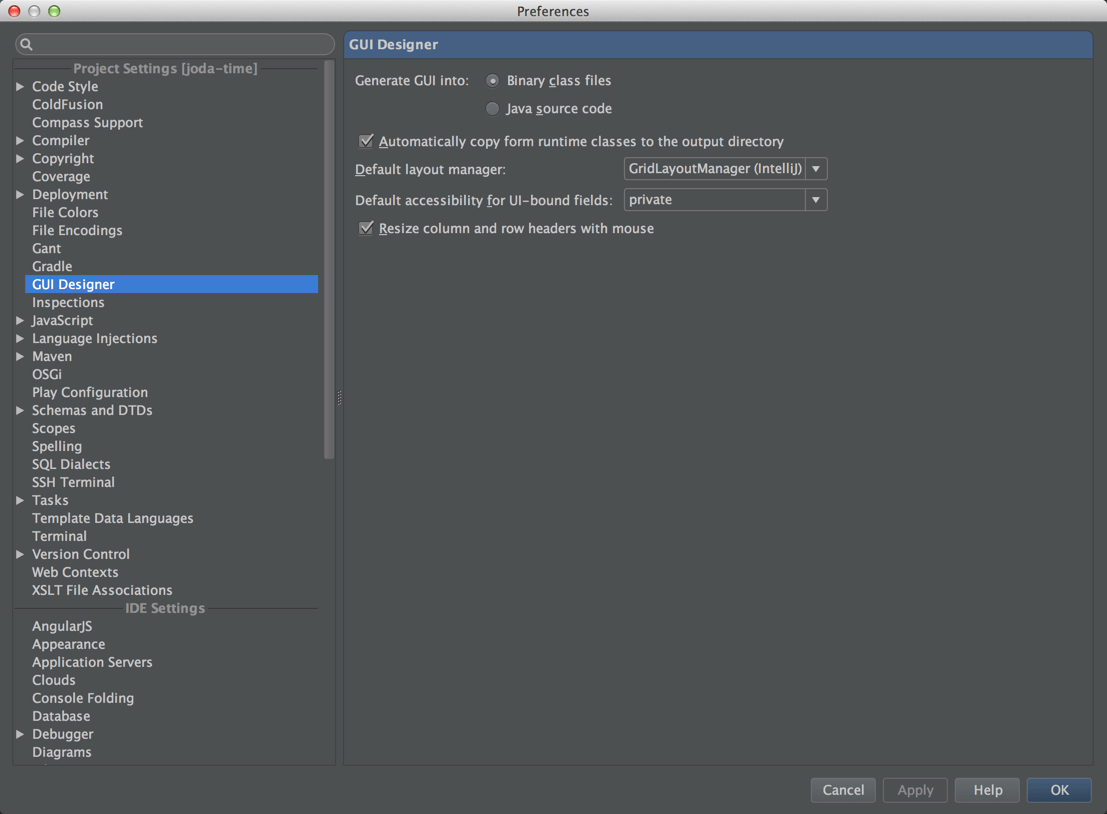 Preferences
Project Settings [joda-time]
Code Style
ColdFusion
Compass Support
Compiler
Copyright
Coverage
Deployment
File Colors
File Encodings
Gant
Gradle
GUI Designer
Inspections
JavaScript
Language Injections
Maven
OSGi
Play Configuration
Schemas and DTDs
Scopes
Spelling
SQL Dialects
SSH Terminal
Tasks
Template Data Languages
Terminal
Version Control
Web Contexts
XSLT File Associations
IDE Settings
AngularJS
Appearance
Application Servers
Clouds
Console Folding
Database
Debugger
Diagrams
GUI Designer
Generate GUI into: Binary class files
Java source code
Automatically copy form runtime classes to the output directory
Default layout manager: GridLayoutManager (IntelliJ)
Default accessibility for UI-bound fields: private
Resize column and row headers with mouse
Cancel Apply Help OK